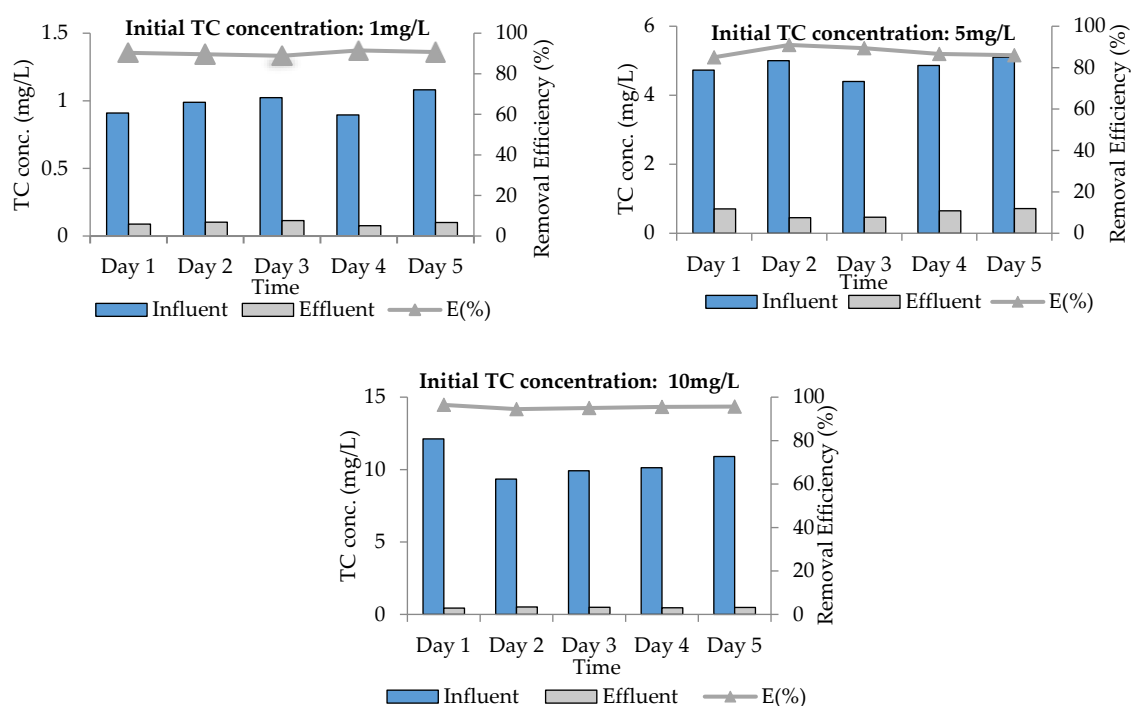 Initial TC concentration: 1mg/L
1.5
1
0.5
0
TC conc. (mg/L)
100
80
60
40
20
0
Removal Efficiency (%)
Day 1 Day 2 Day 3 Day 4 Day 5
Time
Influent Effluent E(%)
Initial TC concentration: 5mg/L
6
4
2
0
TC conc. (mg/L)
100
80
60
40
20
0
Removal Efficiency (%)
Day 1 Day 2 Day 3 Day 4 Day 5
Time
Influent Effluent E(%)
Initial TC concentration: 10mg/L
15
10
5
0
TC conc. (mg/L)
100
80
60
40
20
0
Removal Efficiency (%)
Day 1 Day 2 Day 3 Day 4 Day 5
Time
Influent Effluent E(%)